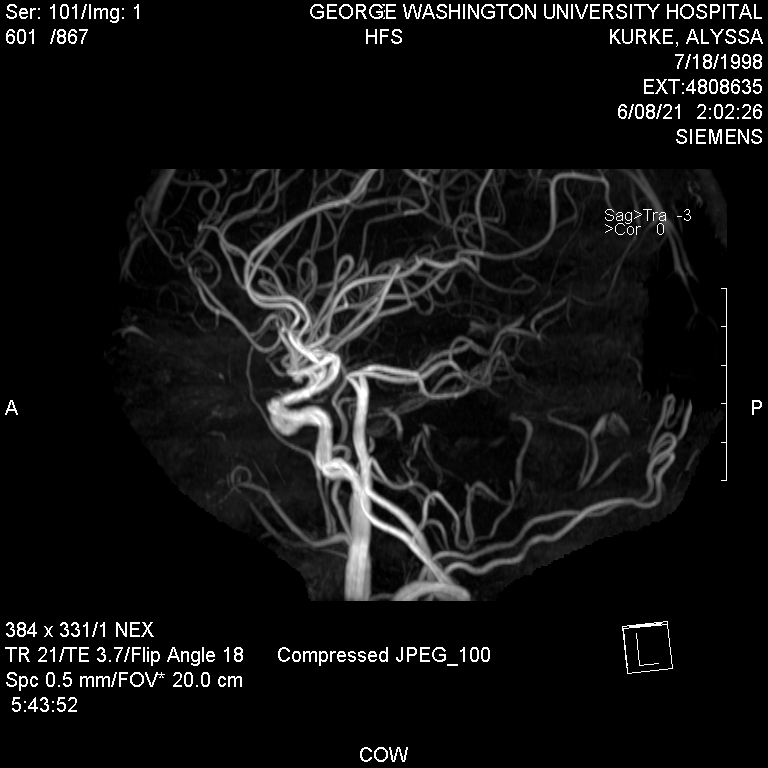 Ser: 101/Img: 1
GEORGE WASHINGTON UNIVERSITY HOSPITAL
601 /867
HFS
KURKE, ALYSSA
7/18/1998
EXT:4808635
6/08/21 2:02:26
SIEMENS
Sag>Tra -3
>Cor 0
A
P
384 x 331/1 NEX
TR 21/TE 3.7/Flip Angle 18
Compressed JPEG_100
Spc 0.5 mm/FOV* 20.0 cm
5:43:52
L
COW